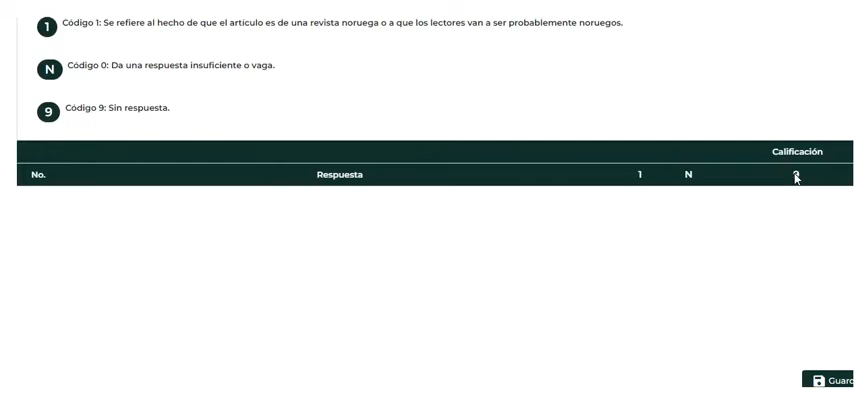 1 Código 1: Se refiere al hecho de que el artículo es de una revista noruega o a que los lectores van a ser probablemente noruegos.
N Código 0: Da una respuesta insuficiente o vaga.
9 Código 9: Sin respuesta.
Calificación
No. Respuesta 1 N